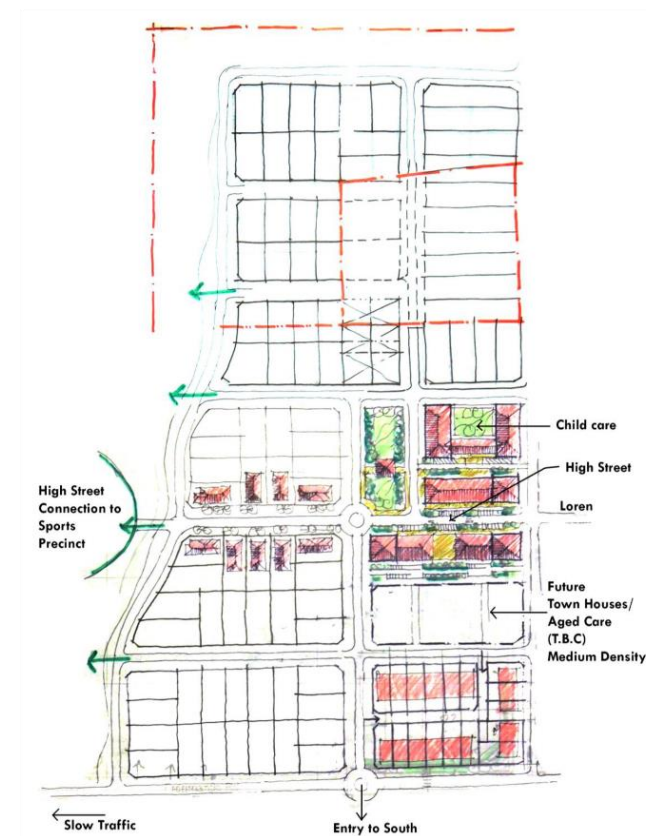 Child care
High Street
Loren
High Street
Connection to
Sports
Precinct
Future
Town Houses/
Aged Care
(T.B.C)
Medium Density
Slow Traffic
Entry to South